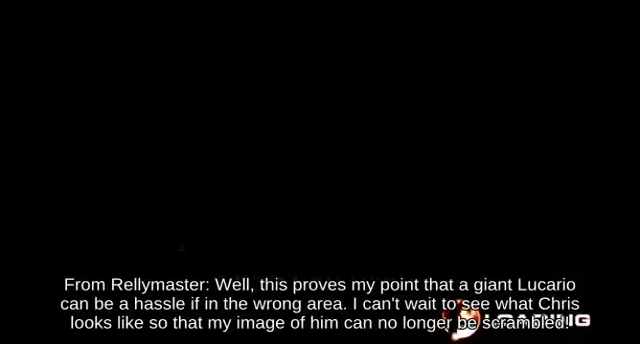 From Rellymaster: Well, this proves my point that a giant Lucario
can be a hassle if in the wrong area. I can't wait to see what Chris
looks like so that my image of him can no longer be scrambled!
LOADING